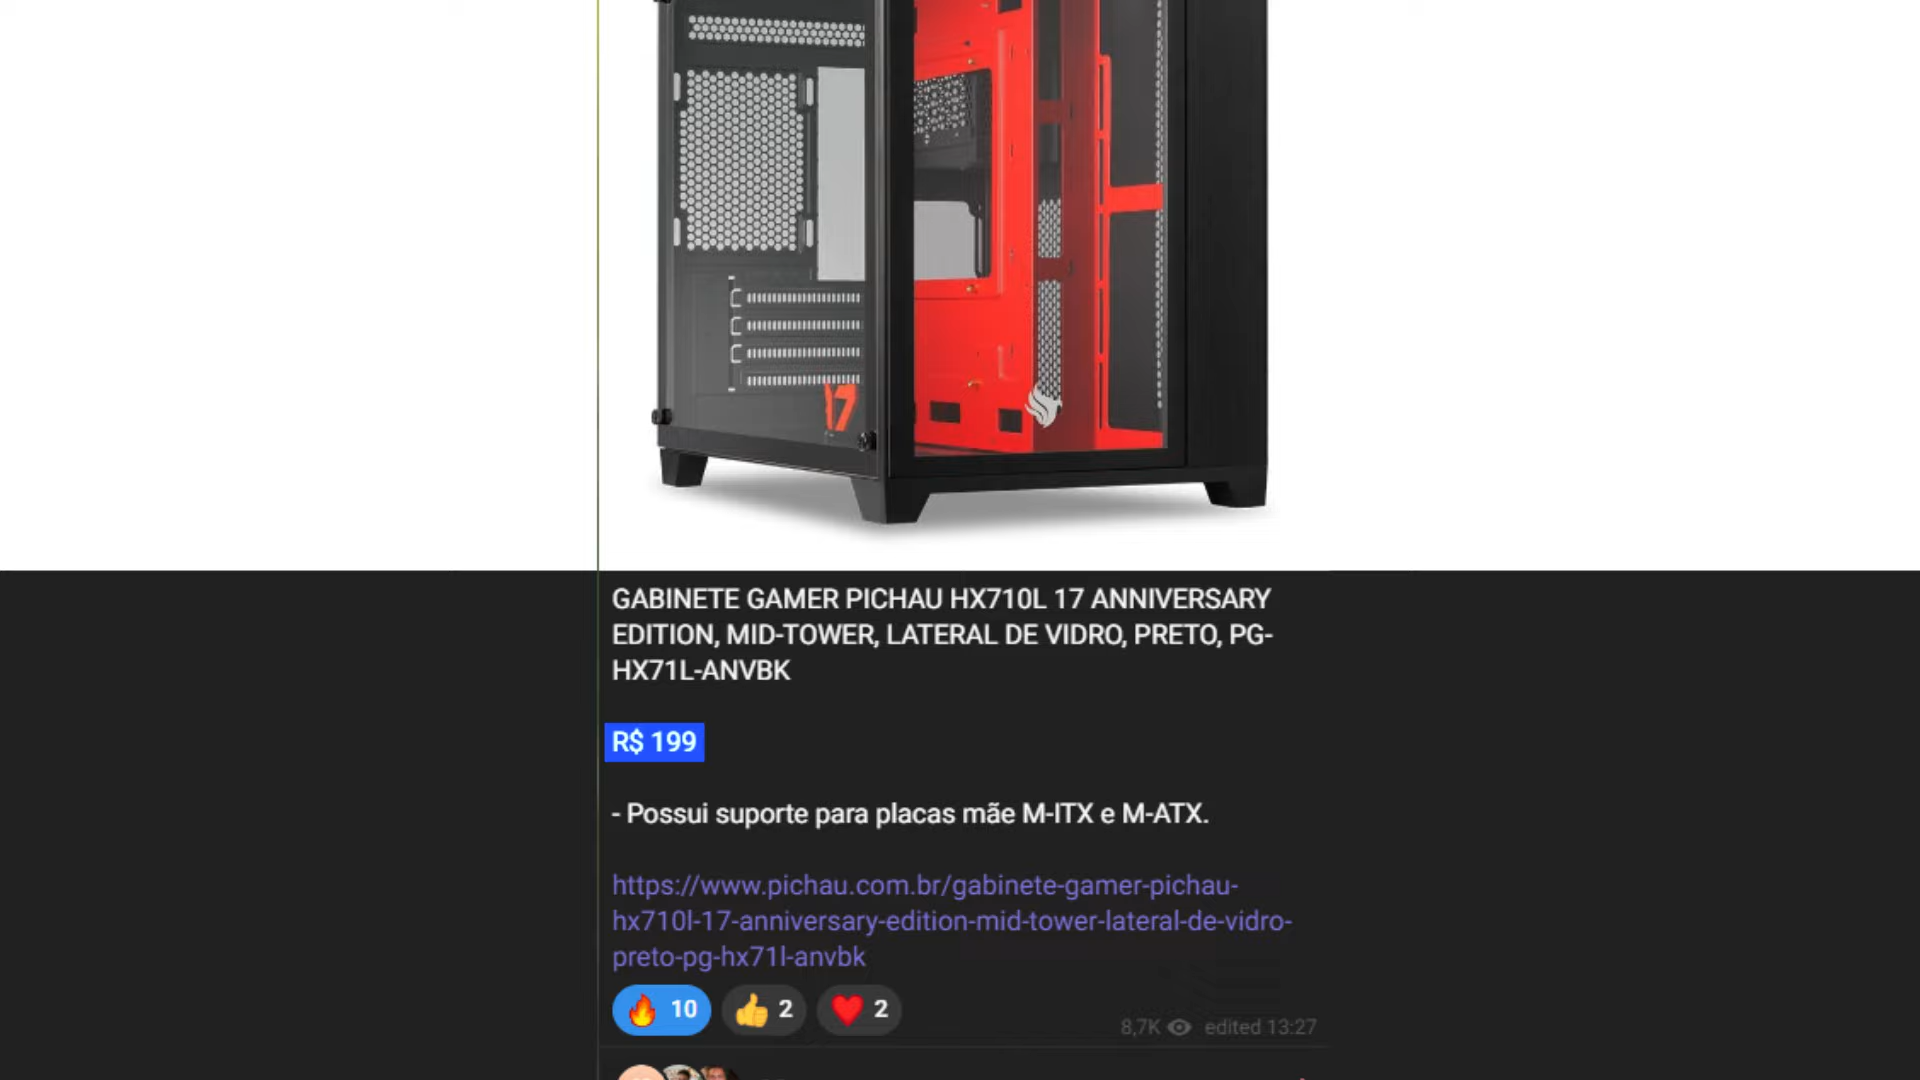 17
GABINETE GAMER PICHAU HX710L 17 ANNIVERSARY
EDITION, MID-TOWER, LATERAL DE VIDRO, PRETO, PG-
HX71L-ANVBK
R$ 199
- Possui suporte para placas mãe M-ITX e M-ATX.
https://www.pichau.com.br/gabinete-gamer-pichau-
hx710l-17-anniversary-edition-mid-tower-lateral-de-vidro-
preto-pg-hx71l-anvbk
10 2 2
8,7K edited 13:27